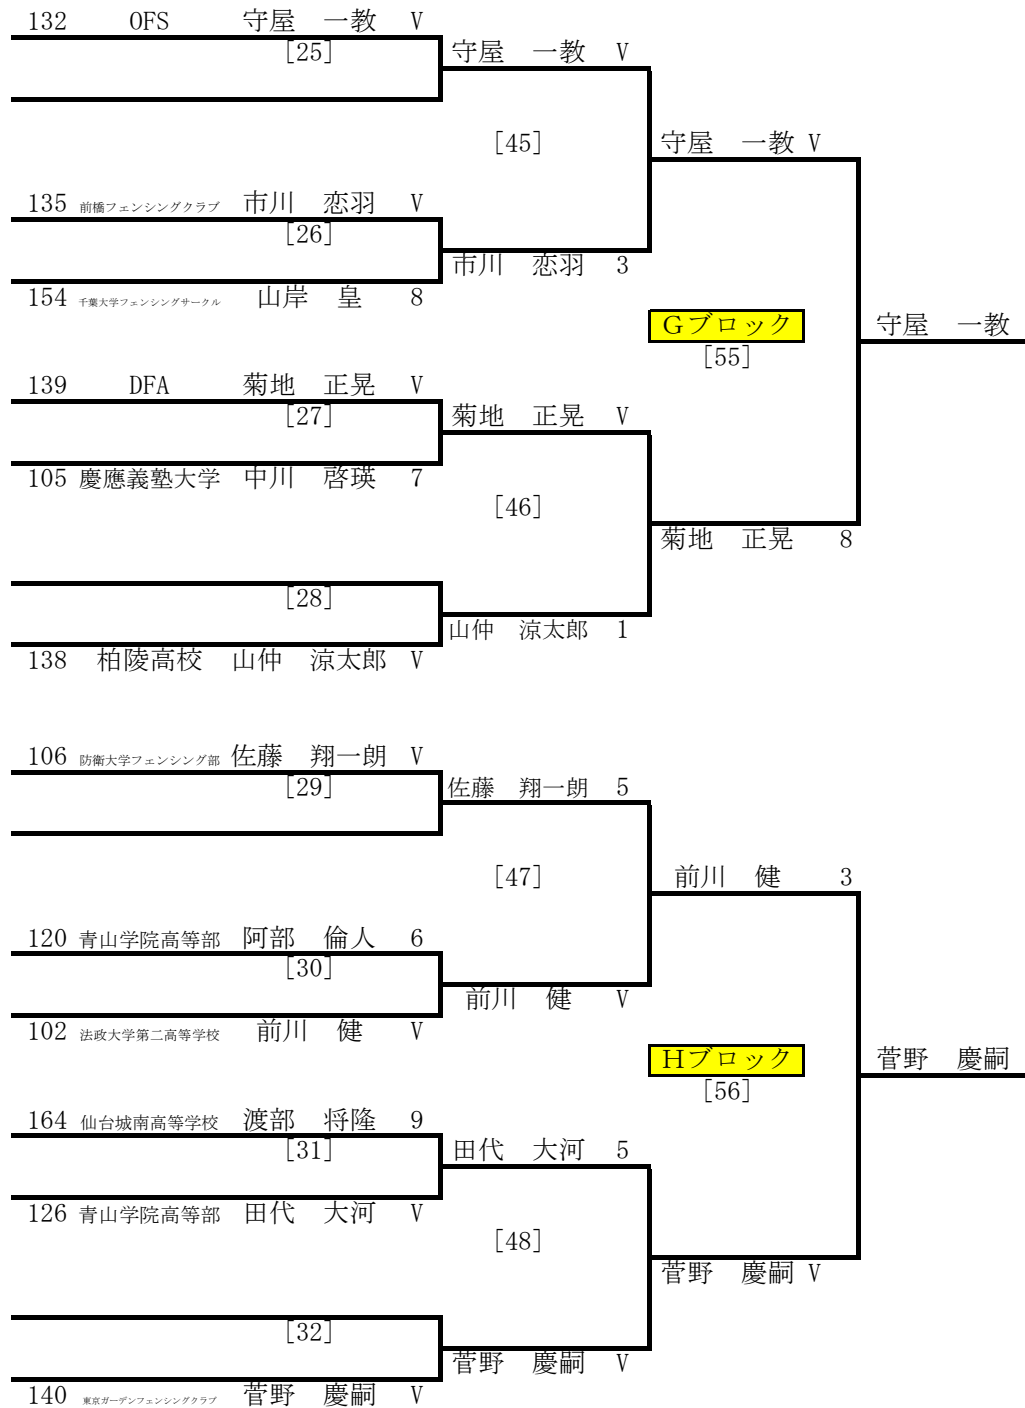 132 OFS 守屋　一教 V
[25]
守屋　一教 V
[45]
守屋　一教 V
135 前橋フェンシングクラブ 市川　恋羽 V
[26]
市川　恋羽 3
154 千葉大学フェンシングサークル 山岸　皇 8
Gブロック
守屋　一教
[55]
139 DFA 菊地　正晃 V
[27]
菊地　正晃 V
105 慶應義塾大学 中川　啓瑛 7
[46]
菊地　正晃 8
[28]
山仲　涼太郎 1
138 柏陵高校 山仲　涼太郎 V
106 防衛大学フェンシング部 佐藤　翔一朗 V
[29]
佐藤　翔一朗 5
[47]
前川　健 3
120 青山学院高等部 阿部　倫人 6
[30]
前川　健 V
102 法政大学第二高等学校 前川　健 V
Hブロック
菅野　慶嗣
[56]
164 仙台城南高等学校 渡部　将隆 9
[31]
田代　大河 5
126 青山学院高等部 田代　大河 V
[48]
菅野　慶嗣 V
[32]
菅野　慶嗣 V
140 東京ガーデンフェンシングクラブ 菅野　慶嗣 V